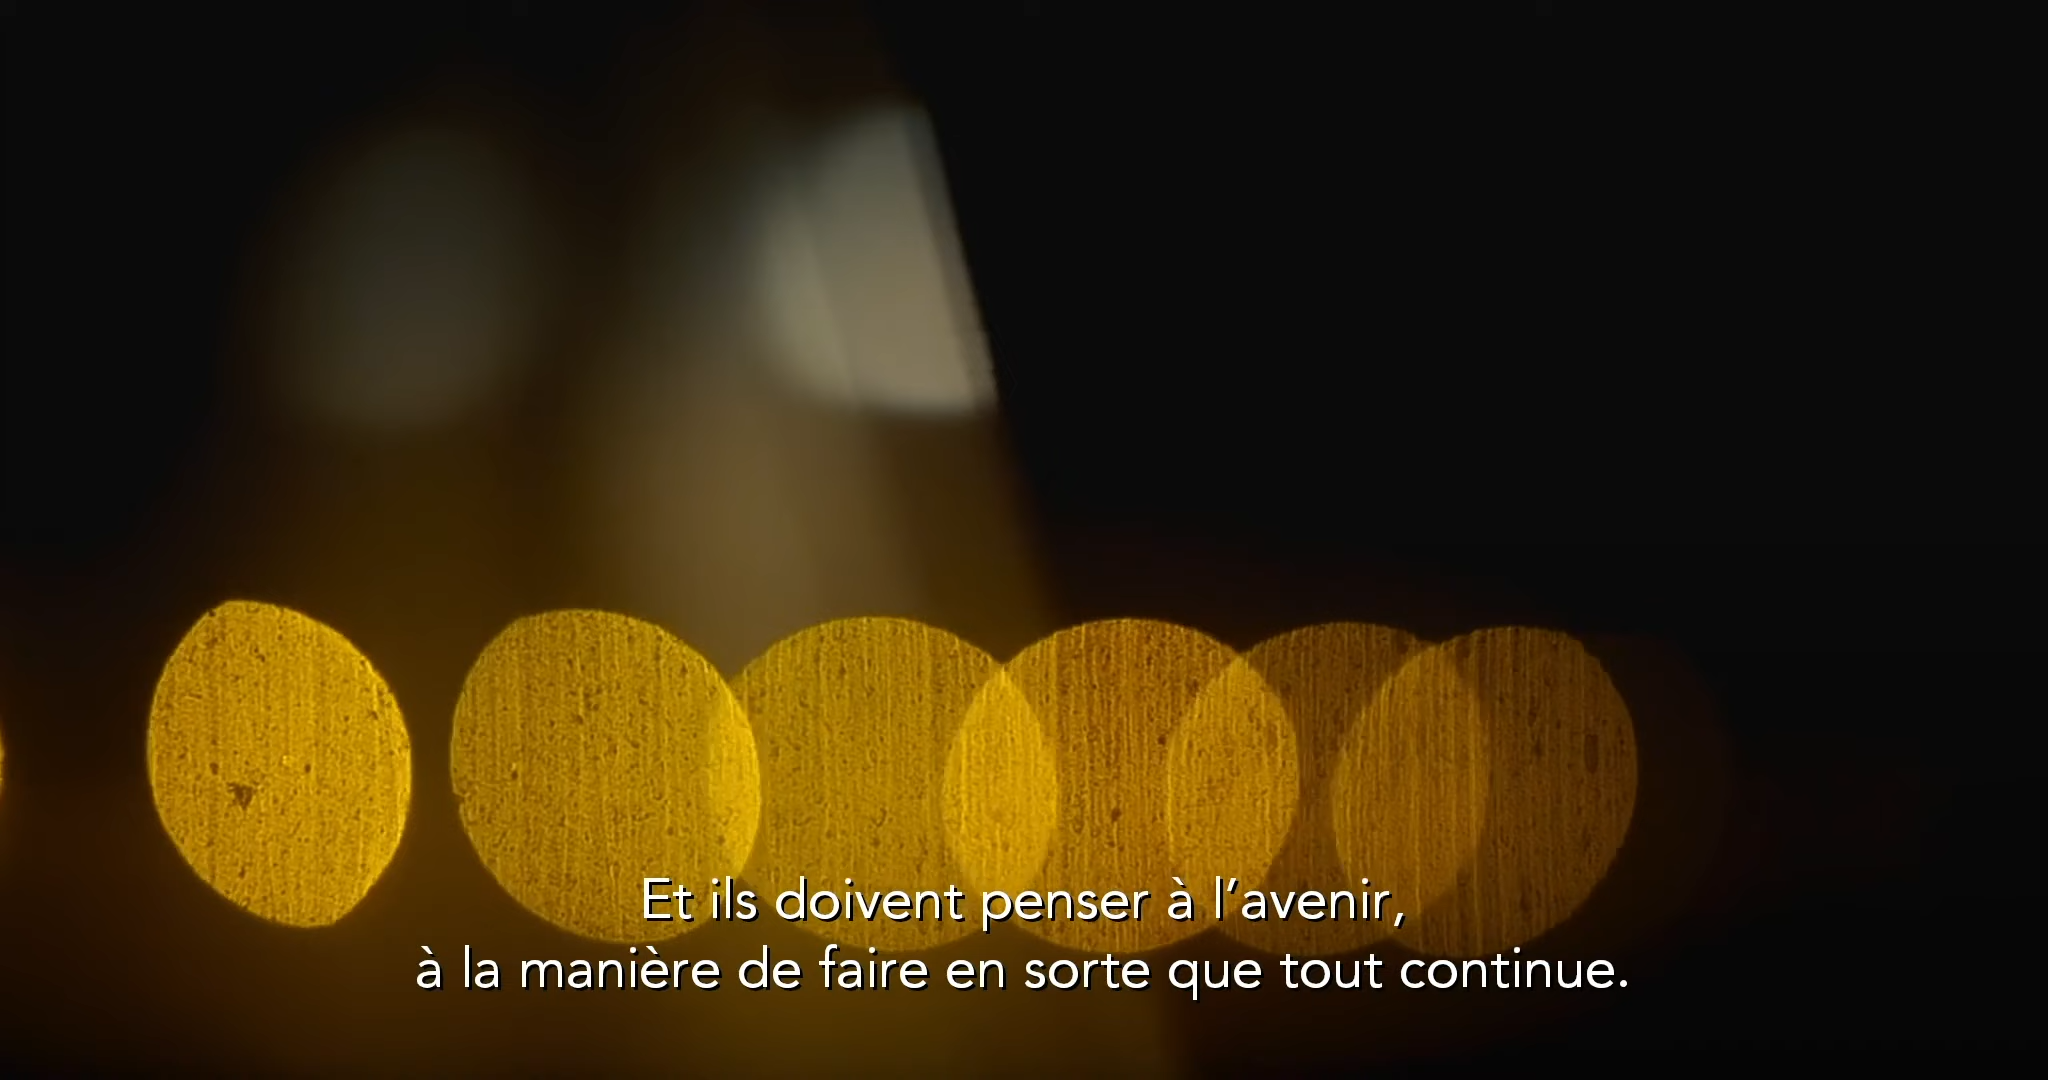 Et ils doivent penser à l’avenir,
à la manière de faire en sorte que tout continue.